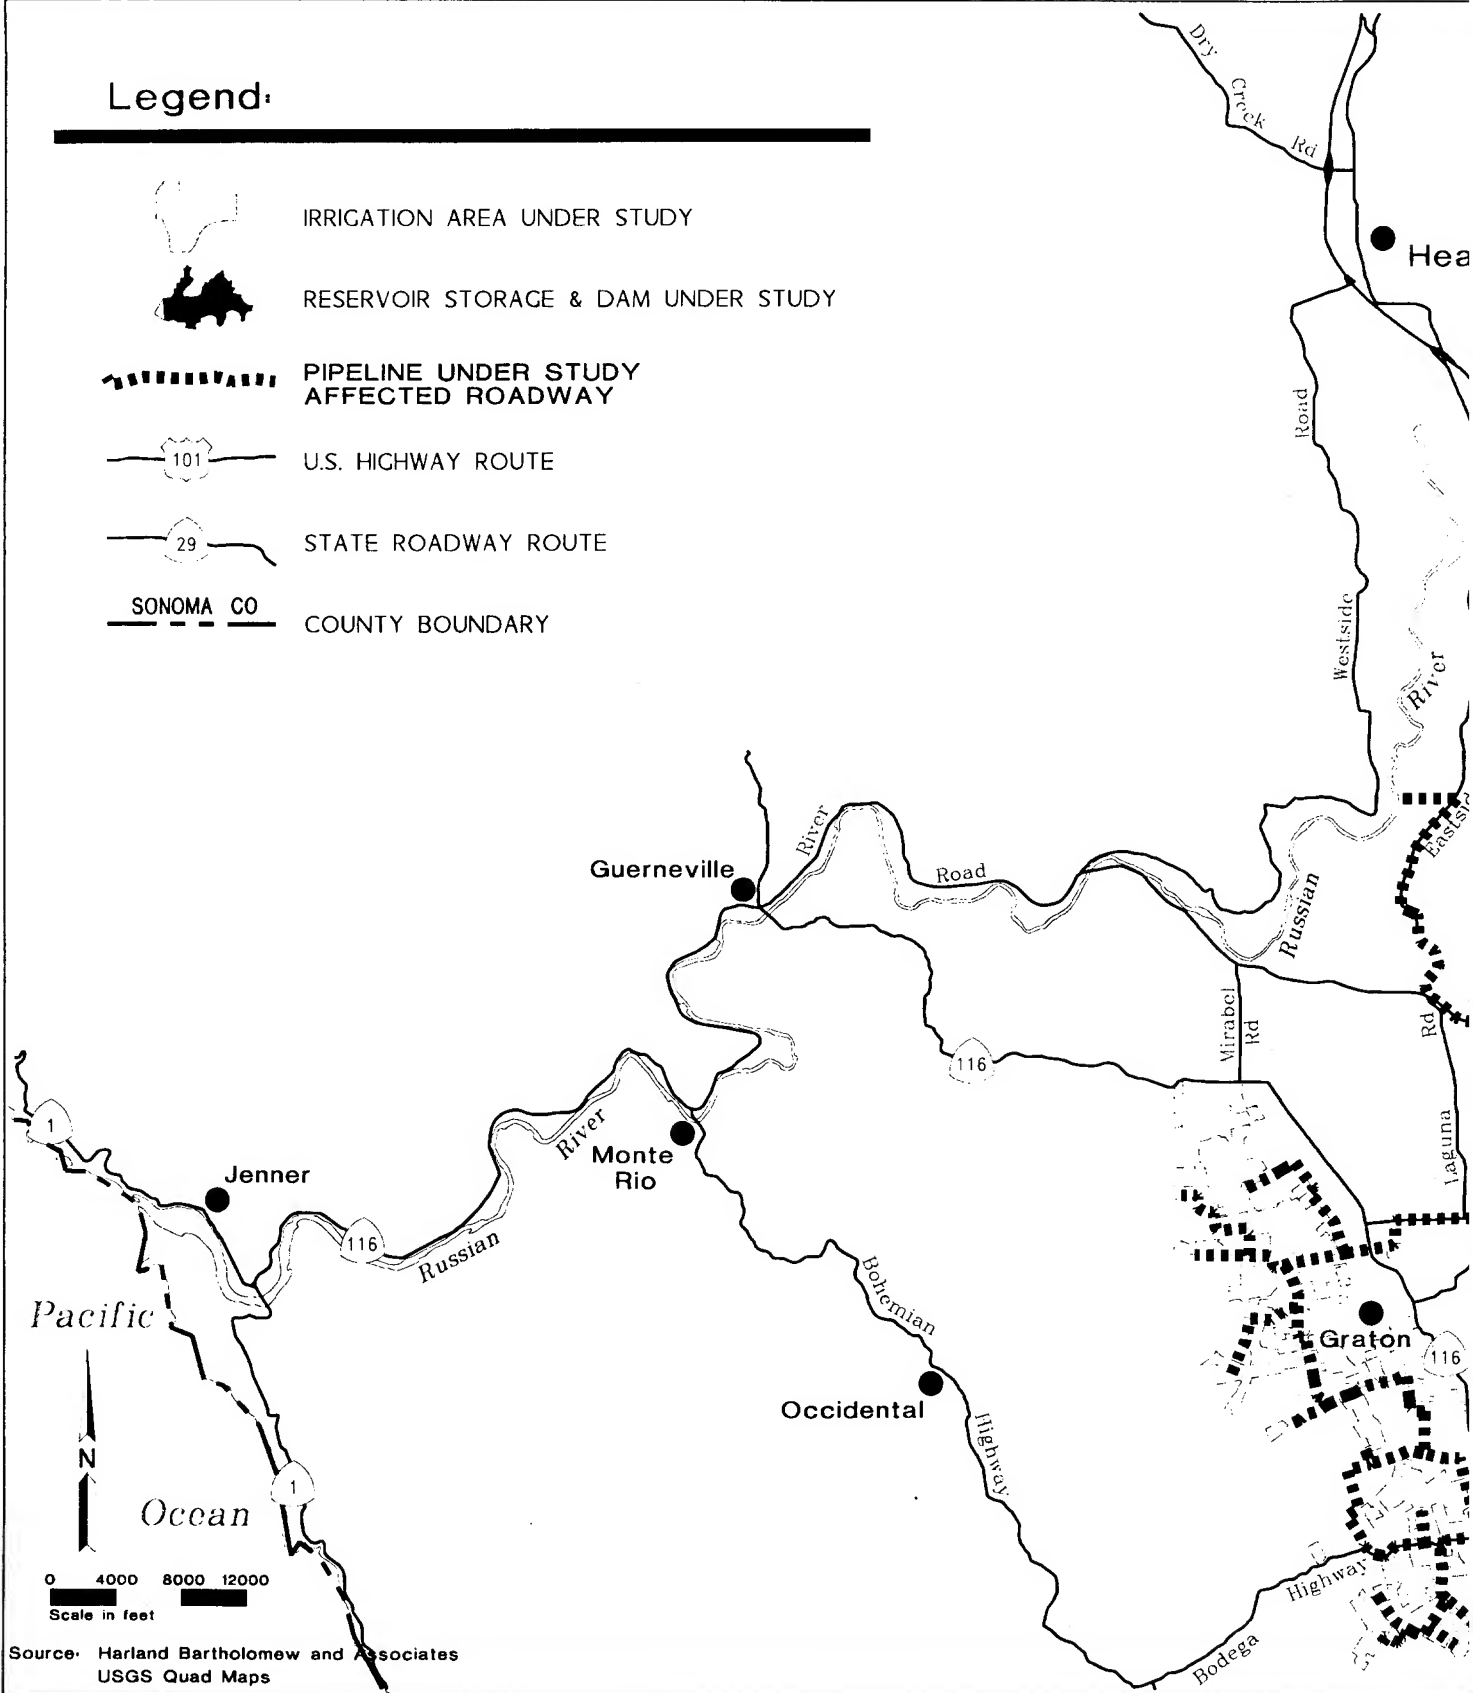 Legend:
IRRIGATION AREA UNDER STUDY
RESERVOIR STORAGE & DAM UNDER STUDY
PIPELINE UNDER STUDY
AFFECTED ROADWAY
101
U.S. HIGHWAY ROUTE
29
STATE ROADWAY ROUTE
SONOMA CO
COUNTY BOUNDARY
Dry
Creek
Rd
Hea
Road
Westside
River
Eastsid
Guerneville
River
Road
Russian
Mirabel
Rd
Rd
116
Laguna
1
Jenner
River
Monte
Rio
116
Russian
Pacific
Bohemian
Graton
116
Occidental
N
Highway
1
Ocean
0 4000 8000 12000
Scale in feet
Highway
Bodega
Source: Harland Bartholomew and Associates
USGS Quad Maps